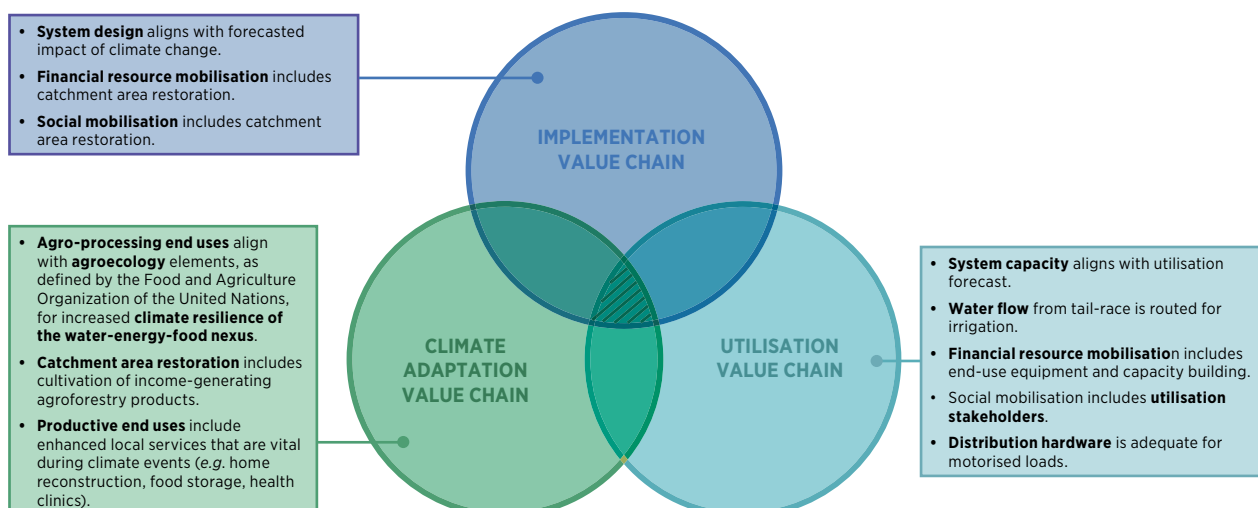 • System design aligns with forecasted
impact of climate change.
• Financial resource mobilisation includes
catchment area restoration.
• Social mobilisation includes catchment
area restoration.
IMPLEMENTATION
VALUE CHAIN
• Agro-processing end uses align
with agroecology elements, as
defined by the Food and Agriculture
Organization of the United Nations,
for increased climate resilience of
the water-energy-food nexus.
• Catchment area restoration includes
cultivation of income-generating
agroforestry products.
• Productive end uses include
enhanced local services that are vital
during climate events (e.g. home
reconstruction, food storage, health
clinics).
CLIMATE
ADAPTATION
VALUE CHAIN
UTILISATION
VALUE CHAIN
• System capacity aligns with utilisation
forecast.
• Water flow from tail-race is routed for
irrigation.
• Financial resource mobilisation includes
end-use equipment and capacity building.
• Social mobilisation includes utilisation
stakeholders.
• Distribution hardware is adequate for
motorised loads.